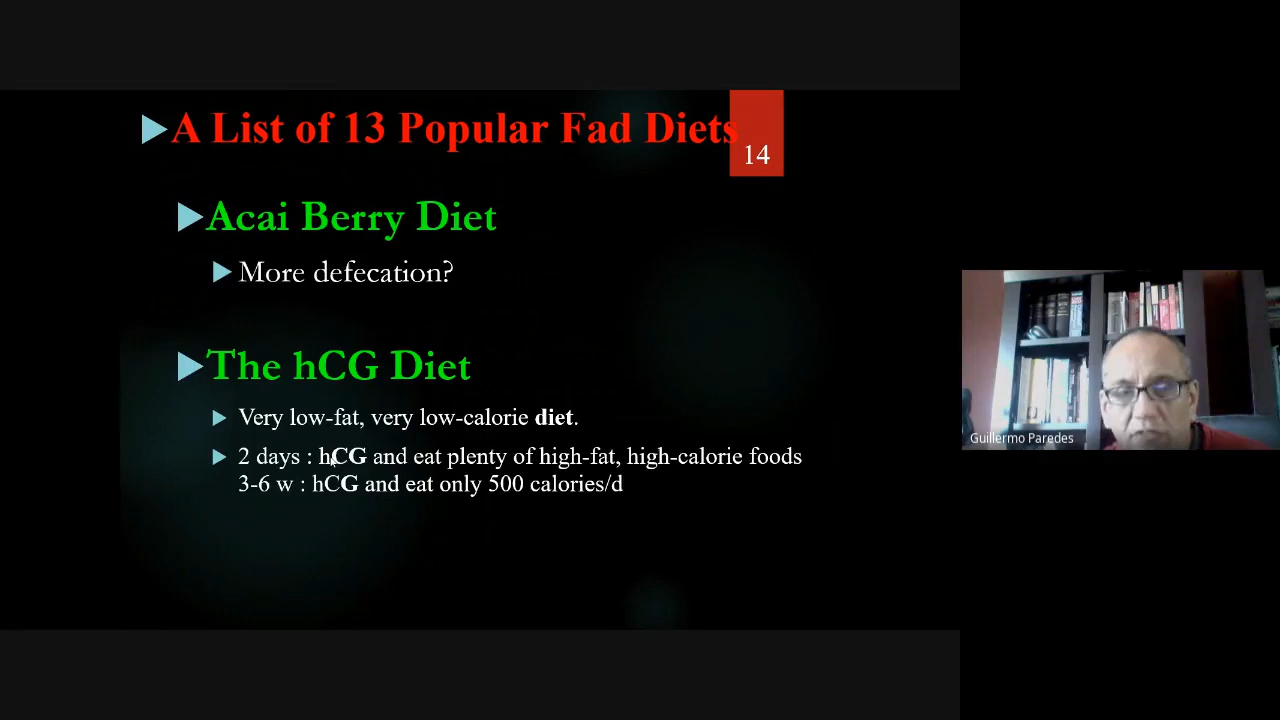 A List of 13 Popular Fad Diets
14
Acai Berry Diet
More defecation?
The hCG Diet
Very low-fat, very low-calorie diet.
2 days : hCG and eat plenty of high-fat, high-calorie foods
3-6 w : hCG and eat only 500 calories/d
Guillermo Paredes